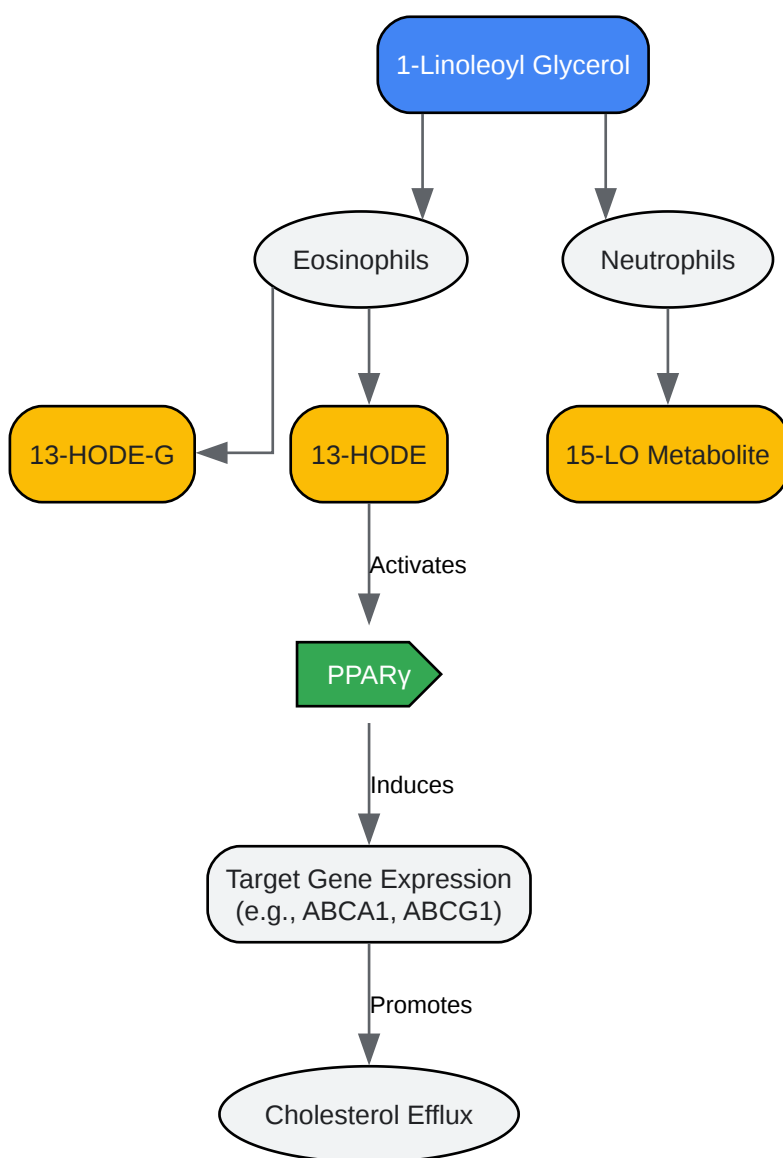 1-Linoleoyl Glycerol
Eosinophils
Neutrophils
13-HODE-G
13-HODE
15-LO Metabolite
Activates
PPARγ
Induces
Target Gene Expression
(e.g., ABCA1, ABCG1)
Promotes
Cholesterol Efflux